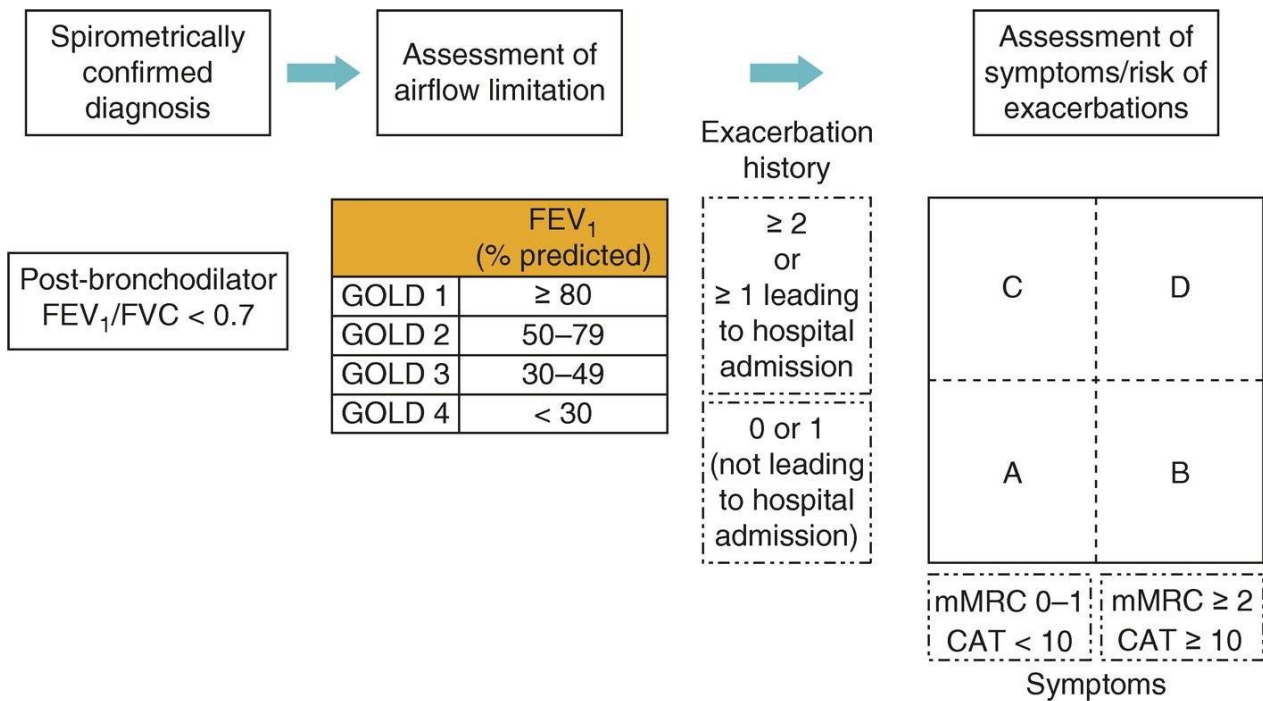 Spirometrically
confirmed
diagnosis
Assessment of
airflow limitation
Assessment of
symptoms/risk of
exacerbations
Exacerbation
history
Post-bronchodilator
FEV₁/FVC < 0.7
FEV₁
(% predicted)
GOLD 1 ≥ 80
GOLD 2 50–79
GOLD 3 30–49
GOLD 4 < 30
≥ 2
or
≥ 1 leading
to hospital
admission
0 or 1
(not leading
to hospital
admission)
C D
A B
mMRC 0–1
CAT < 10
mMRC ≥ 2
CAT ≥ 10
Symptoms